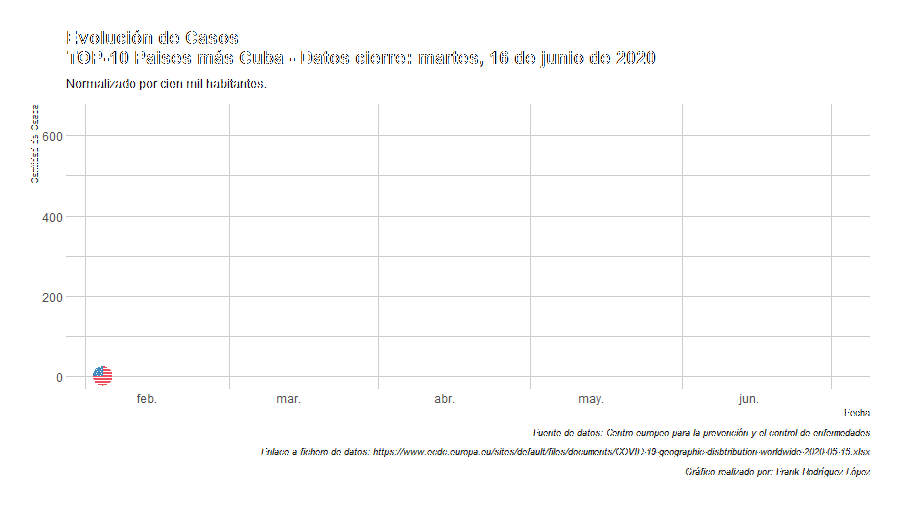 Evolución de Casos
TOP-10 Paises más Cuba - Datos cierre: martes, 16 de junio de 2020
Normalizado por cien mil habitantes.
Cantidad de Casos
600
400
200
0
feb.
mar.
abr.
may.
jun.
Fecha
Fuente de datos: Centro europeo para la prevención y el control de enfermedades
Enlace a fichero de datos: https://www.ecdc.europa.eu/sites/default/files/documents/COVID-19-geographic-disbtribution-worldwide-2020-05-15.xlsx
Gráfico realizado por: Frank Rodríguez López